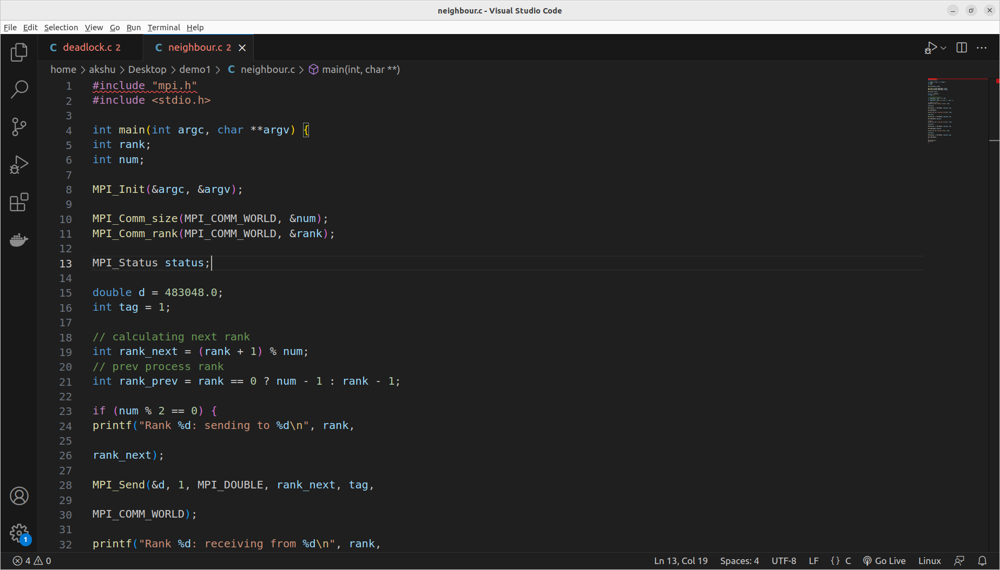 neighbour.c - Visual Studio Code
File Edit Selection View Go Run Terminal Help
C deadlock.c 2 C neighbour.c 2
home > akshu > Desktop > demo1 > C neighbour.c > main(int, char **)
1 #include "mpi.h"
2 #include <stdio.h>
3
4 int main(int argc, char **argv) {
5 int rank;
6 int num;
7
8 MPI_Init(&argc, &argv);
9
10 MPI_Comm_size(MPI_COMM_WORLD, &num);
11 MPI_Comm_rank(MPI_COMM_WORLD, &rank);
12
13 MPI_Status status;
14
15 double d = 483048.0;
16 int tag = 1;
17
18 // calculating next rank
19 int rank_next = (rank + 1) % num;
20 // prev process rank
21 int rank_prev = rank == 0 ? num - 1 : rank - 1;
22
23 if (num % 2 == 0) {
24 printf("Rank %d: sending to %d\n", rank,
25
26 rank_next);
27
28 MPI_Send(&d, 1, MPI_DOUBLE, rank_next, tag,
29
30 MPI_COMM_WORLD);
31
32 printf("Rank %d: receiving from %d\n", rank,
1
4 0 Ln 13, Col 19 Spaces: 4 UTF-8 LF {} C Go Live Linux